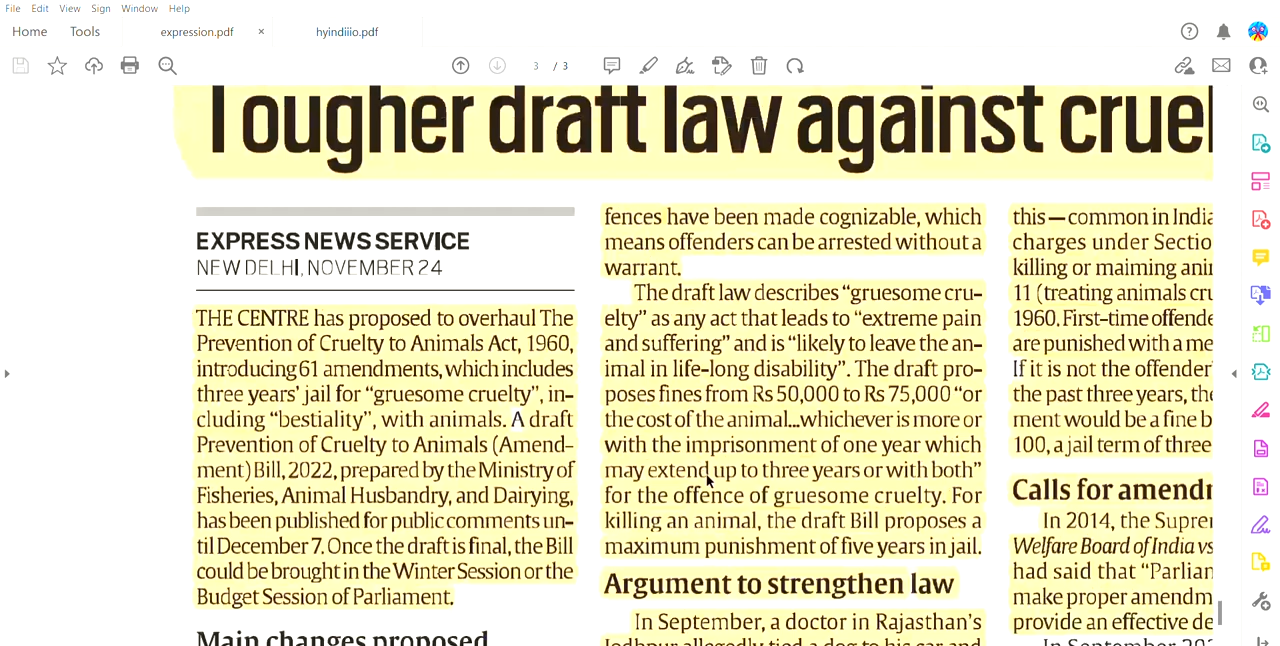 File Edit View Sign Window Help
Home Tools expression.pdf × hyindiiio.pdf
3 / 3
Tougher draft law against cruel
EXPRESS NEWS SERVICE
NEW DELHI, NOVEMBER 24
THE CENTRE has proposed to overhaul The
Prevention of Cruelty to Animals Act, 1960,
introducing 61 amendments, which includes
three years' jail for “gruesome cruelty”, in-
cluding “bestiality”, with animals. A draft
Prevention of Cruelty to Animals (Amend-
ment) Bill, 2022, prepared by the Ministry of
Fisheries, Animal Husbandry, and Dairying,
has been published for public comments un-
til December 7. Once the draft is final, the Bill
could be brought in the Winter Session or the
Budget Session of Parliament.
Main changes proposed
fences have been made cognizable, which
means offenders can be arrested without a
warrant.
The draft law describes “gruesome cru-
elty” as any act that leads to “extreme pain
and suffering” and is “likely to leave the an-
imal in life-long disability”. The draft pro-
poses fines from Rs 50,000 to Rs 75,000 “or
the cost of the animal...whichever is more or
with the imprisonment of one year which
may extend up to three years or with both”
for the offence of gruesome cruelty. For
killing an animal, the draft Bill proposes a
maximum punishment of five years in jail.
Argument to strengthen law
In September, a doctor in Rajasthan's
Jodhpur allegedly tied a dog to his car and
this — common in India
charges under Sectio
killing or maiming anir
11 (treating animals cru
1960. First-time offende
are punished with a me
If it is not the offender'
the past three years, the
ment would be a fine b
100, a jail term of three
Calls for amendr
In 2014, the Suprer
Welfare Board of India vs
had said that “Parlian
make proper amendm
provide an effective de
In September 202